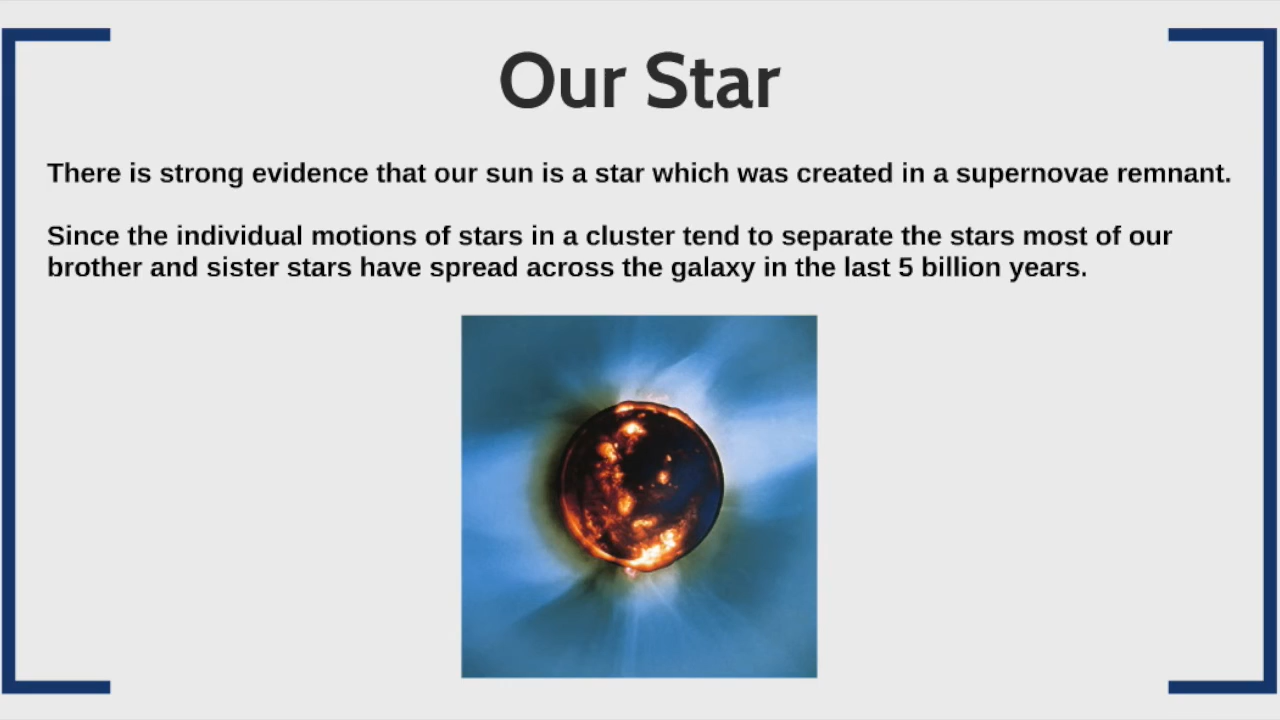 Our Star
There is strong evidence that our sun is a star which was created in a supernovae remnant.
Since the individual motions of stars in a cluster tend to separate the stars most of our
brother and sister stars have spread across the galaxy in the last 5 billion years.